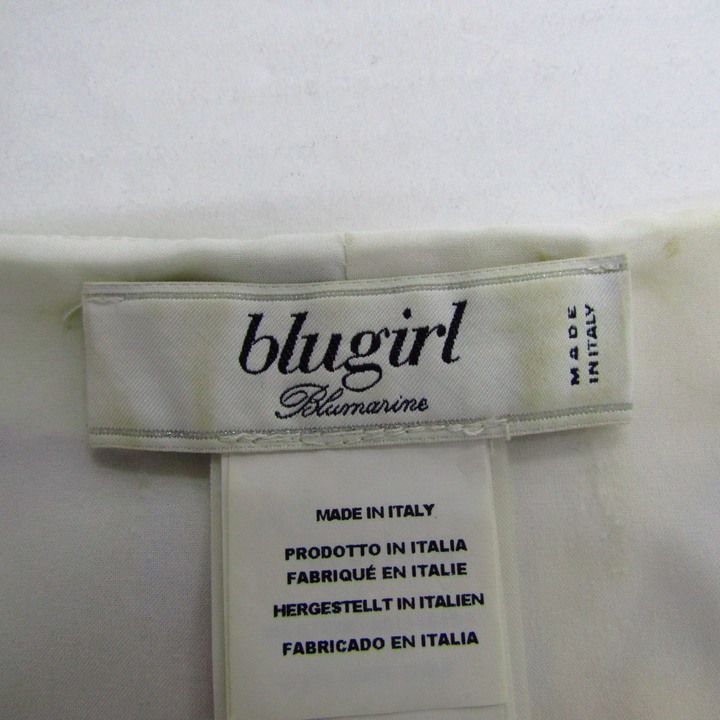 blugirl
Blumarine
MADE
IN ITALY
MADE IN ITALY
PRODOTTO IN ITALIA
FABRIQUÉ EN ITALIE
HERGESTELLT IN ITALIEN
FABRICADO EN ITALIA